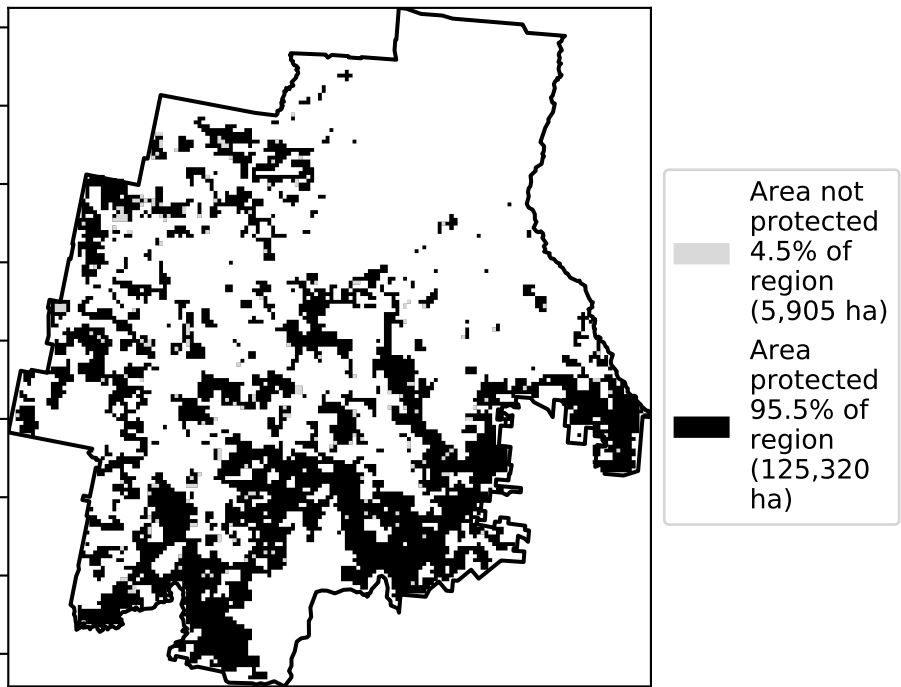 Area not
protected
4.5% of
region
(5,905 ha)
Area
protected
95.5% of
region
(125,320
ha)